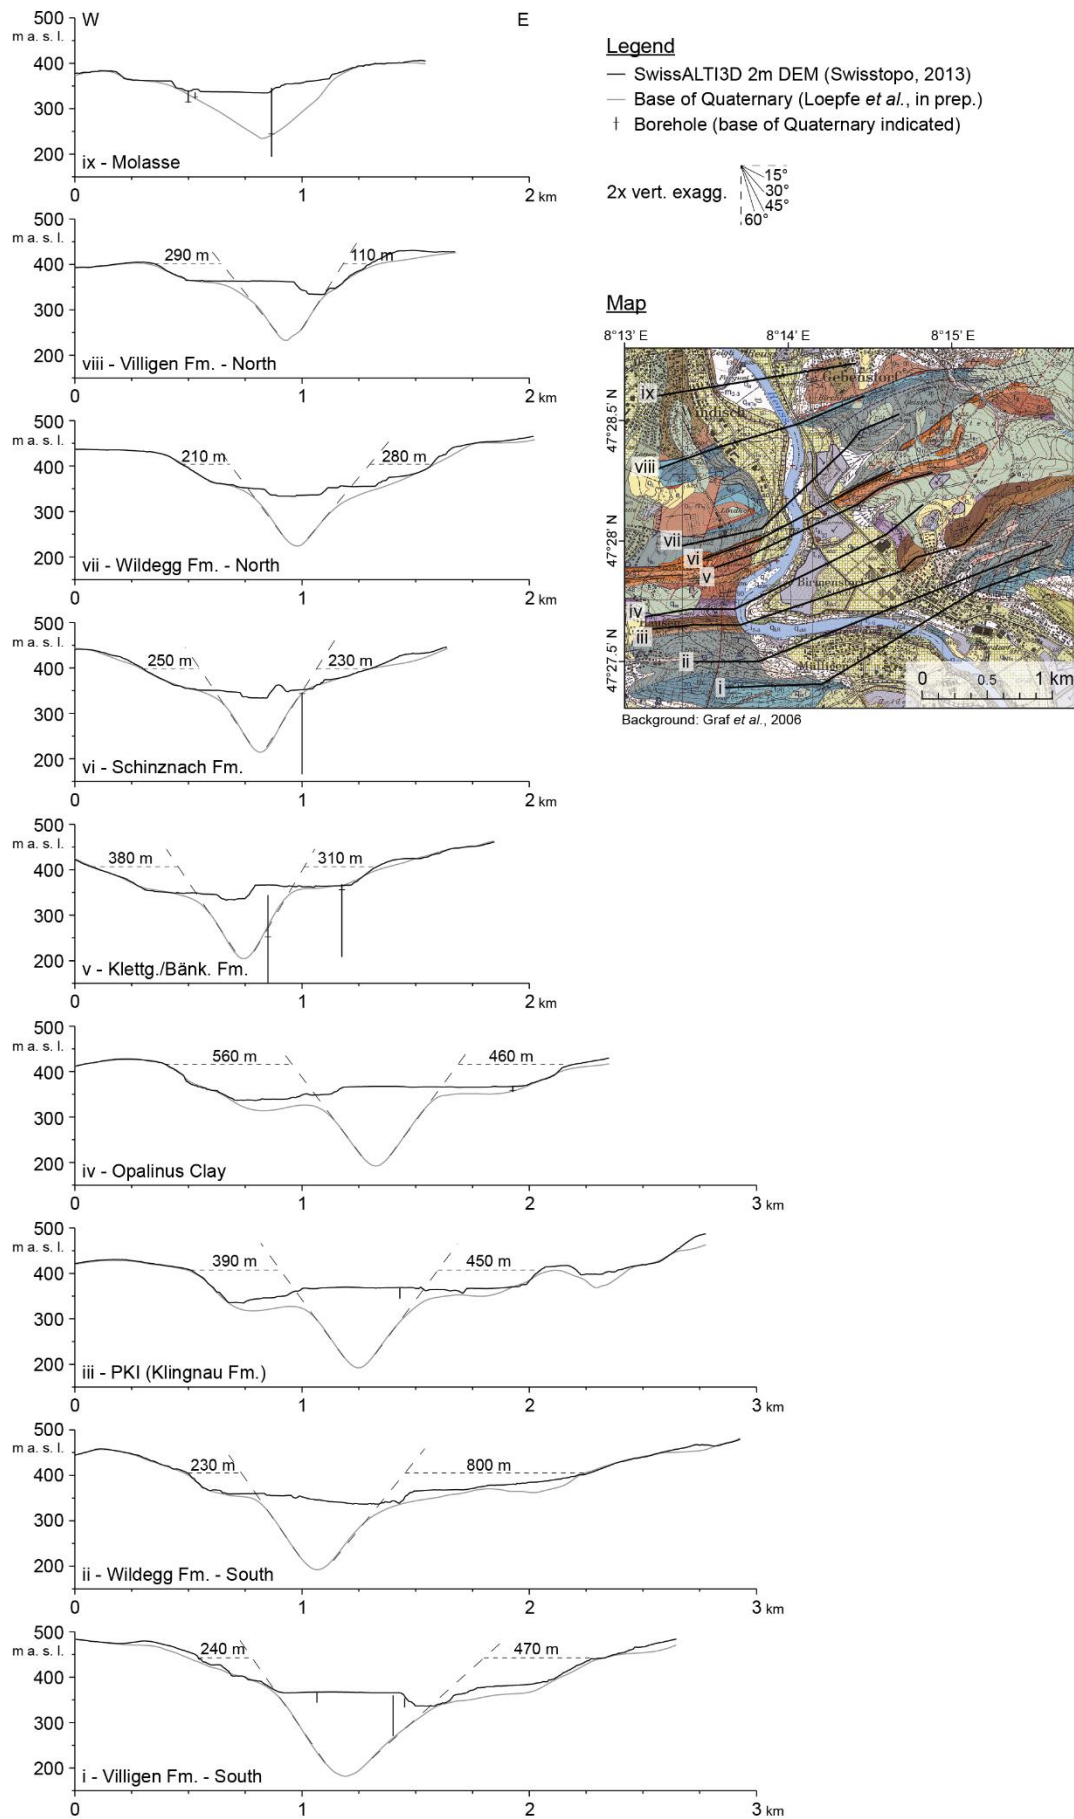 W
E
500
m a. s. l.
400
300
200
ix - Molasse
0
1
2 km
500
m a. s. l.
290 m
110 m
400
300
200
viii - Villigen Fm. - North
0
1
2 km
500
m a. s. l.
210 m
280 m
400
300
200
vii - Wildegg Fm. - North
0
1
2 km
500
m a. s. l.
250 m
230 m
400
300
200
vi - Schinznach Fm.
0
1
2 km
500
m a. s. l.
380 m
310 m
400
300
200
v - Klettg./Bänk. Fm.
0
1
2 km
500
m a. s. l.
560 m
460 m
400
300
200
iv - Opalinus Clay
0
1
2
3 km
500
m a. s. l.
390 m
450 m
400
300
200
iii - PKI (Klingnau Fm.)
0
1
2
3 km
500
m a. s. l.
230 m
800 m
400
300
200
ii - Wildegg Fm. - South
0
1
2
3 km
500
m a. s. l.
240 m
470 m
400
300
200
i - Villigen Fm. - South
0
1
2
3 km
Legend
SwissALTI3D 2m DEM (Swisstopo, 2013)
Base of Quaternary (Loepfe et al., in prep.)
Borehole (base of Quaternary indicated)
2x vert. exagg.
15°
30°
45°
60°
Map
8°13' E
8°14' E
8°15' E
47°28.5' N
47°28' N
47°27.5' N
Gebenstorf
Windisch
Birmenstorf
Mülligen
ix
viii
vii
vi
v
iv
iii
ii
i
0 0.5 1 km
Background: Graf et al., 2006